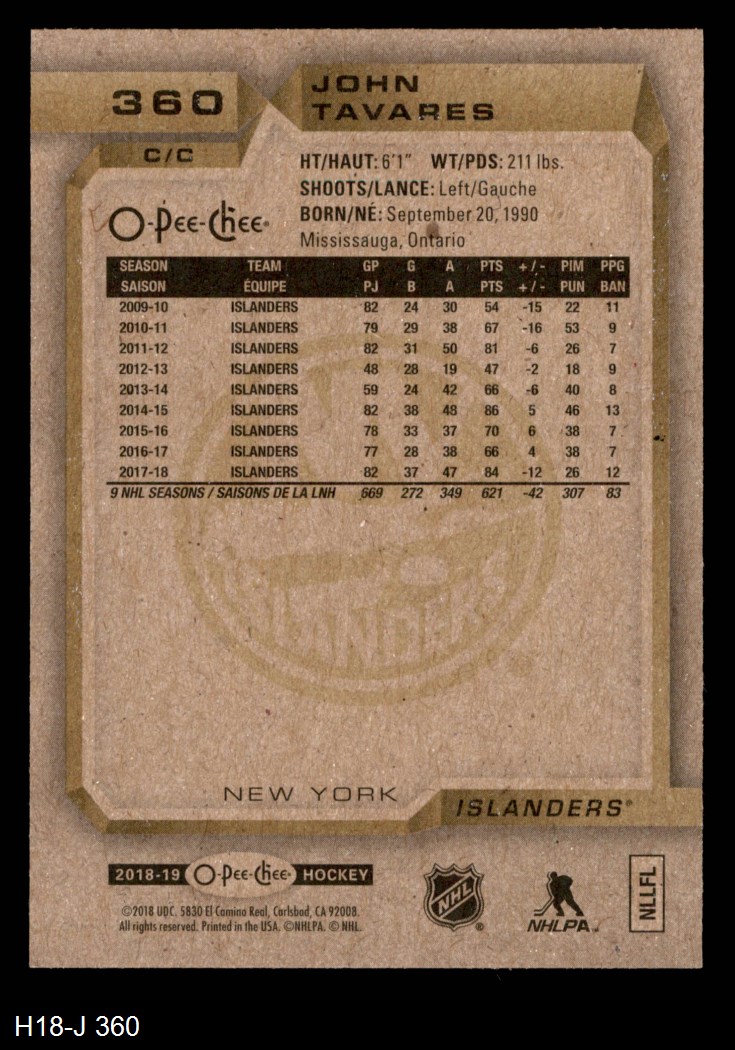 360
JOHN
TAVARES
C/C
HT/HAUT: 6'1" WT/PDS: 211 lbs.
SHOOTS/LANCE: Left/Gauche
BORN/NÉ: September 20, 1990
Mississauga, Ontario
O-Pee-Chee
SEASON TEAM GP G A PTS +/- PIM PPG
SAISON ÉQUIPE PJ B A PTS +/- PUN BAN
2009-10 ISLANDERS 82 24 30 54 -15 22 11
2010-11 ISLANDERS 79 29 38 67 -16 53 9
2011-12 ISLANDERS 82 31 50 81 -6 26 7
2012-13 ISLANDERS 48 28 19 47 -2 18 9
2013-14 ISLANDERS 59 24 42 66 -6 40 8
2014-15 ISLANDERS 82 38 48 86 5 46 13
2015-16 ISLANDERS 78 33 37 70 6 38 7
2016-17 ISLANDERS 77 28 38 66 4 38 7
2017-18 ISLANDERS 82 37 47 84 -12 26 12
9 NHL SEASONS / SAISONS DE LA LNH 669 272 349 621 -42 307 83
ISLANDERS
NEW YORK
ISLANDERS®
2018-19 O-Pee-Chee HOCKEY
©2018 UDC. 5830 El Camino Real, Carlsbad, CA 92008.
All rights reserved. Printed in the USA. ©NHLPA. © NHL.
NHL ®
NHLPA™
NLLFL
H18-J 360